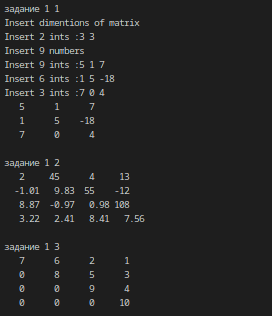 задание 1 1
Insert dimentions of matrix
Insert 2 ints :3 3
Insert 9 numbers
Insert 9 ints :5 1 7
Insert 6 ints :1 5 -18
Insert 3 ints :7 0 4
5 1 7
1 5 -18
7 0 4
задание 1 2
2 45 4 13
-1.01 9.83 55 -12
8.87 -0.97 0.98 108
3.22 2.41 8.41 7.56
задание 1 3
7 6 2 1
0 8 5 3
0 0 9 4
0 0 0 10